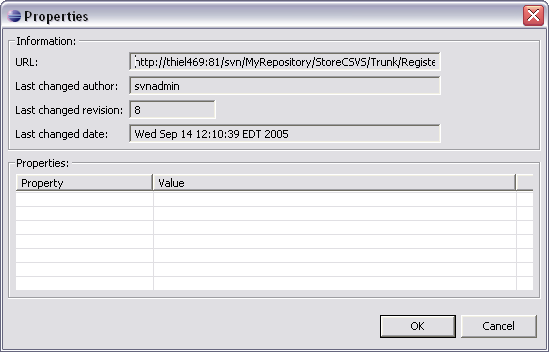 Properties
Information:
URL: http://thiel469:81/svn/MyRepository/StoreCSVS/Trunk/Registe
Last changed author: svnadmin
Last changed revision: 8
Last changed date: Wed Sep 14 12:10:39 EDT 2005
Properties:
Property Value
OK Cancel